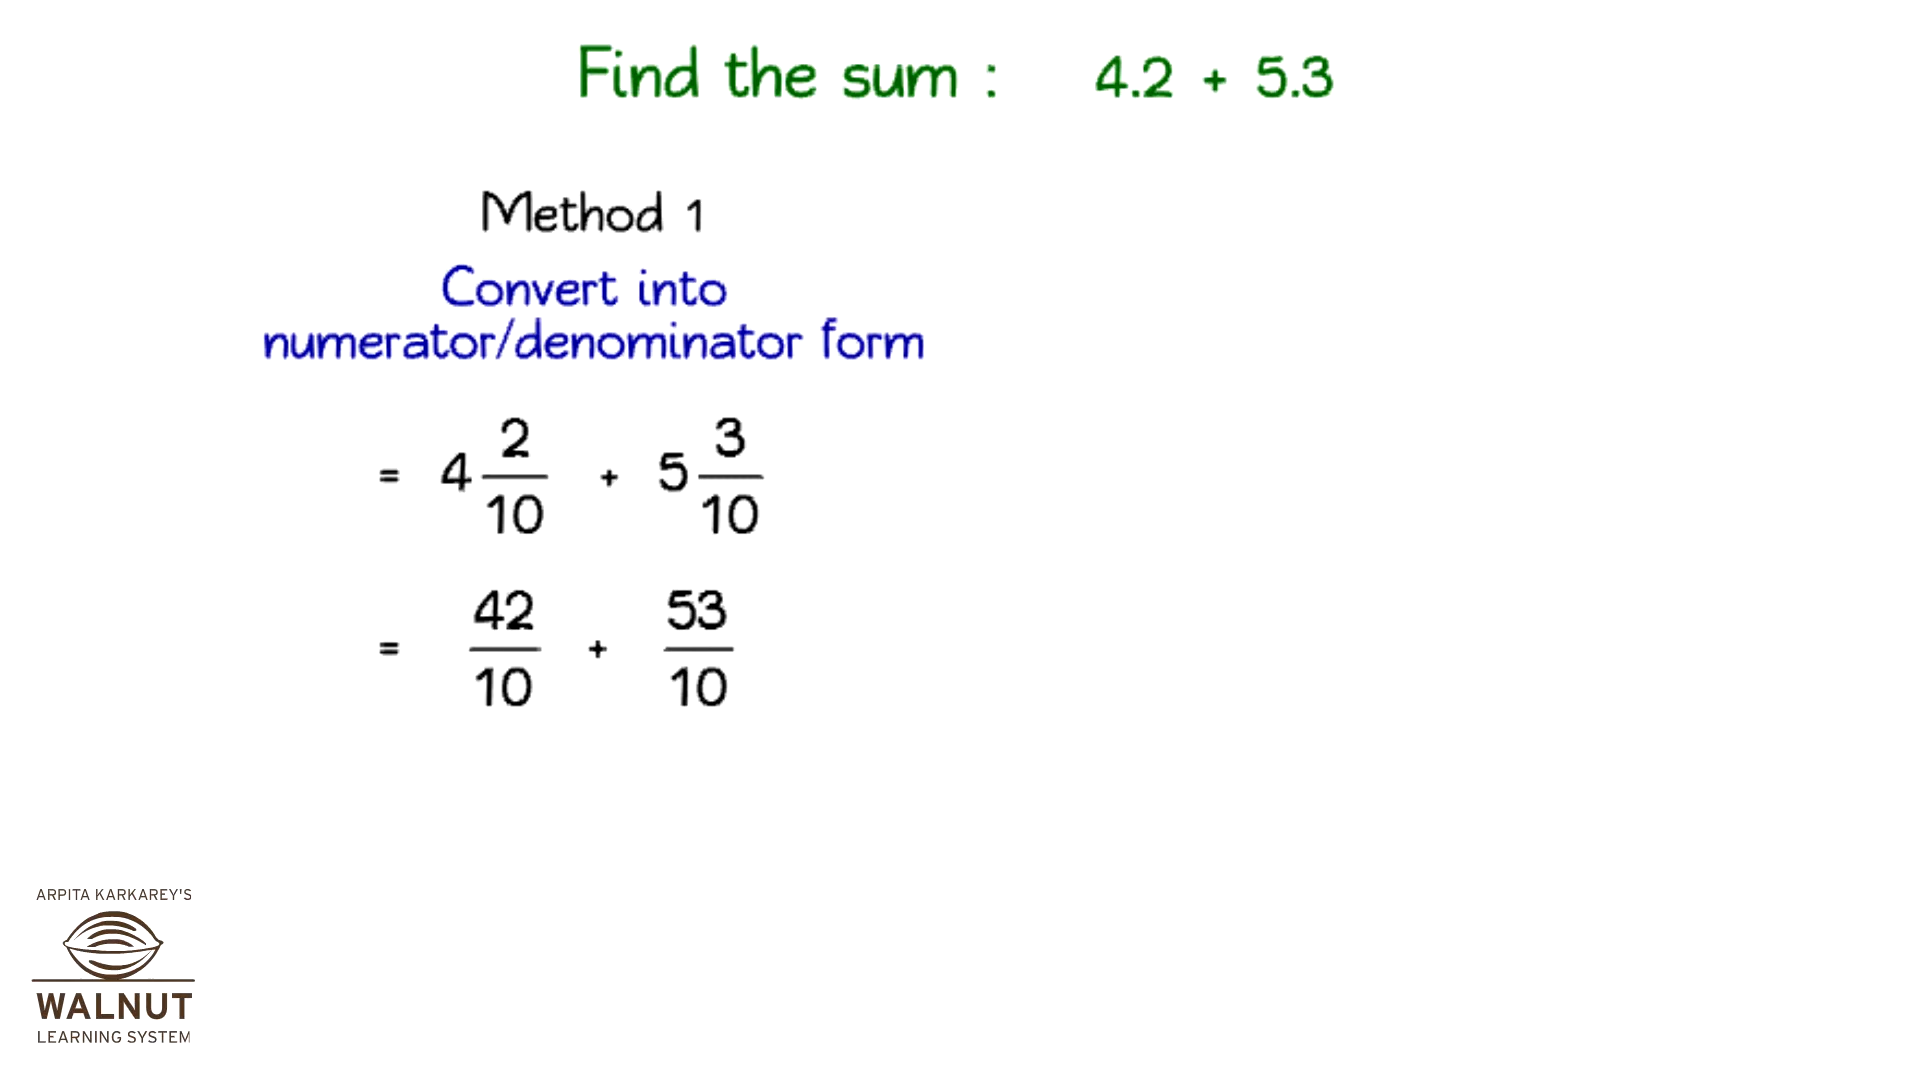 Find the sum : 4.2 + 5.3
Method 1
Convert into
numerator/denominator form
= 4 2/10 + 5 3/10
= 42/10 + 53/10
ARPITA KARKAREY'S
WALNUT
LEARNING SYSTEM